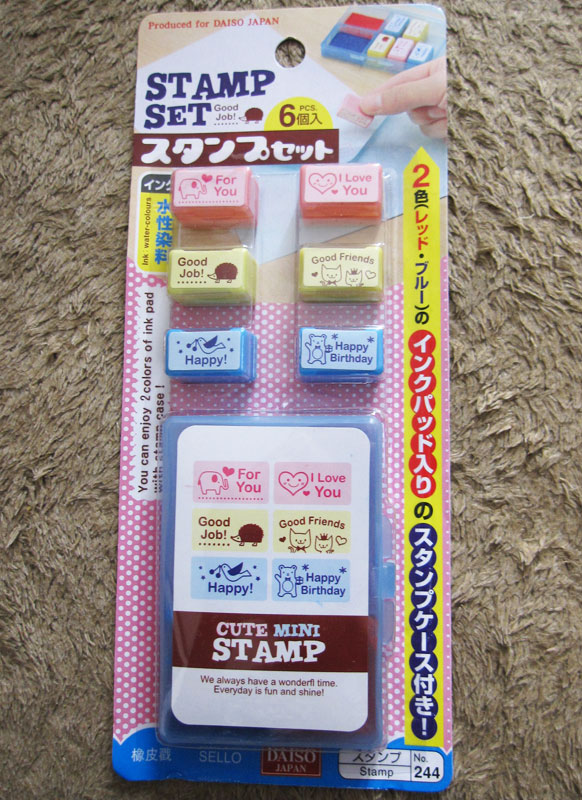 Produced for DAISO JAPAN
STAMP
SET
Good
Job!
6 PCS.
個入
スタンプセット
Ink : water-colours
水性染料
For
You
I Love
You
Good
Job!
Good Friends
Happy!
Happy
Birthday
You can enjoy 2 colors of ink pad
with stamp case !
2色(レッド・ブルー)のインクパッド入りのスタンプケース付き!
For
You
I Love
You
Good
Job!
Good Friends
Happy!
Happy
Birthday
CUTE MINI
STAMP
We always have a wonderfl time.
Everyday is fun and shine!
橡皮戳
SELLO
DAISO
JAPAN
スタンプ
Stamp
No.
244